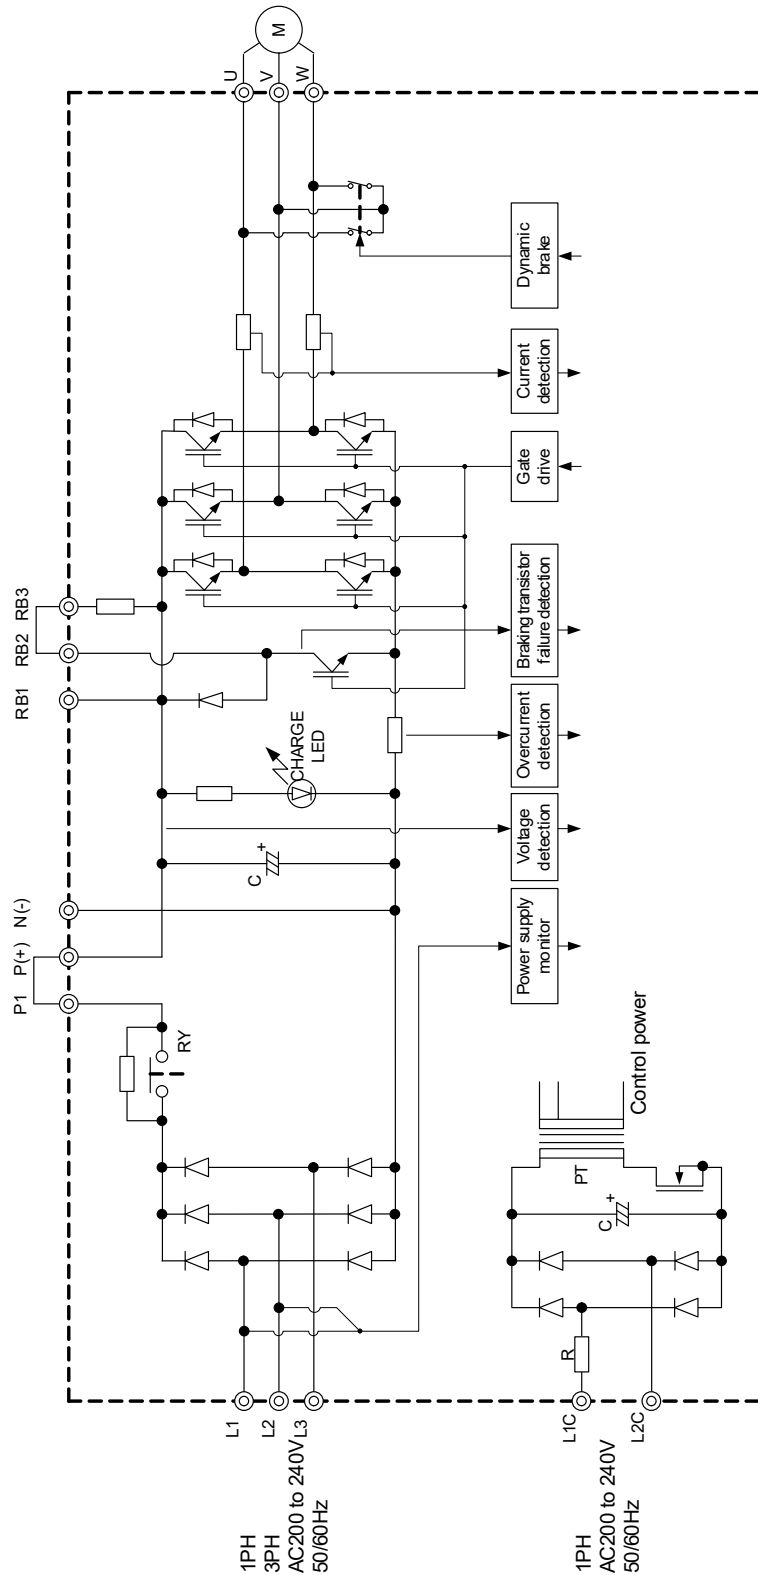 P1
P(+)
N(-)
RB1
RB2
RB3
RY
C
+
CHARGE
LED
U
V
W
M
L1
L2
L3
1PH
3PH
AC200 to 240V
50/60Hz
Power supply
monitor
Voltage
detection
Overcurrent
detection
Braking transistor
failure detection
Gate
drive
Current
detection
Dynamic
brake
L1C
L2C
1PH
AC200 to 240V
50/60Hz
R
C
+
PT
Control power